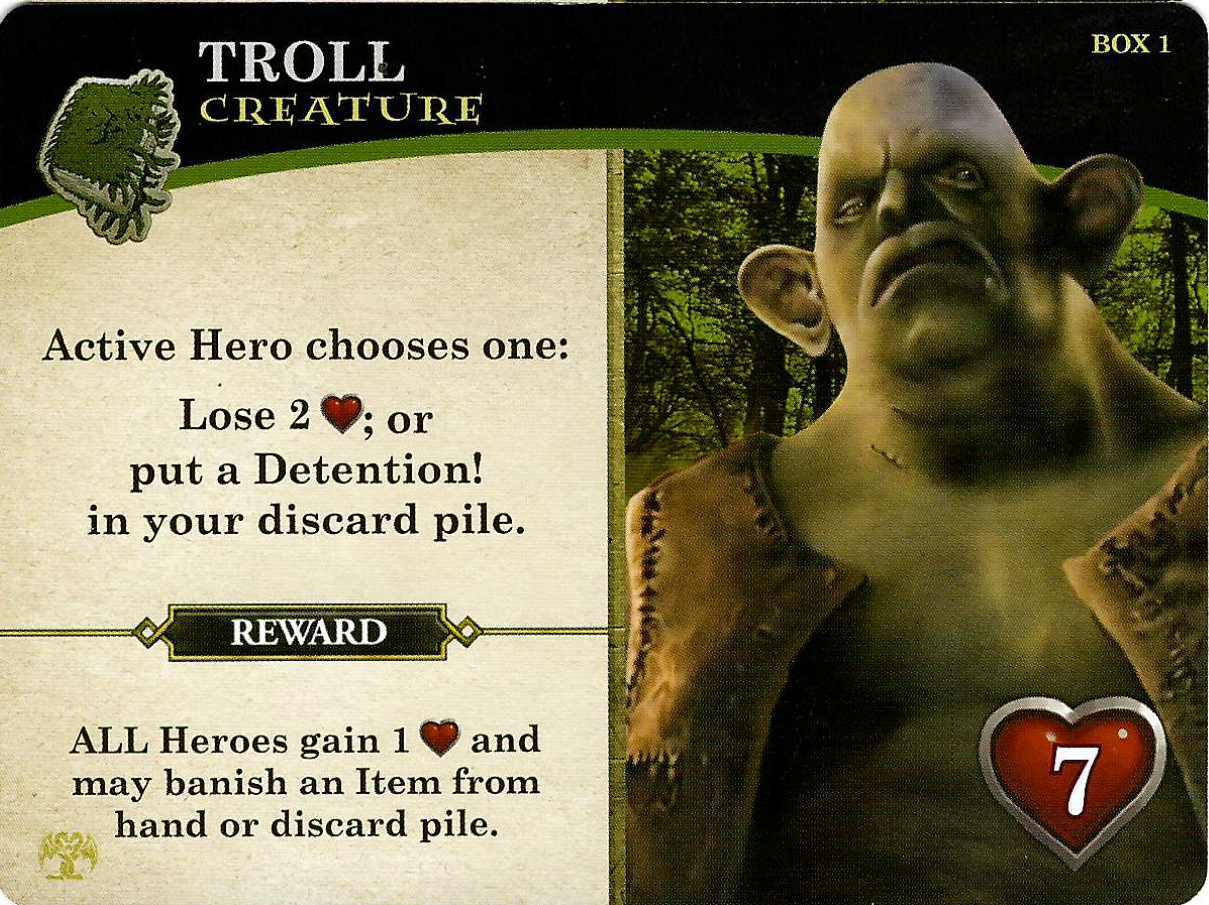 TROLL
CREATURE
BOX 1
Active Hero chooses one:
Lose 2 ; or
put a Detention!
in your discard pile.
REWARD
ALL Heroes gain 1 and
may banish an Item from
hand or discard pile.
7